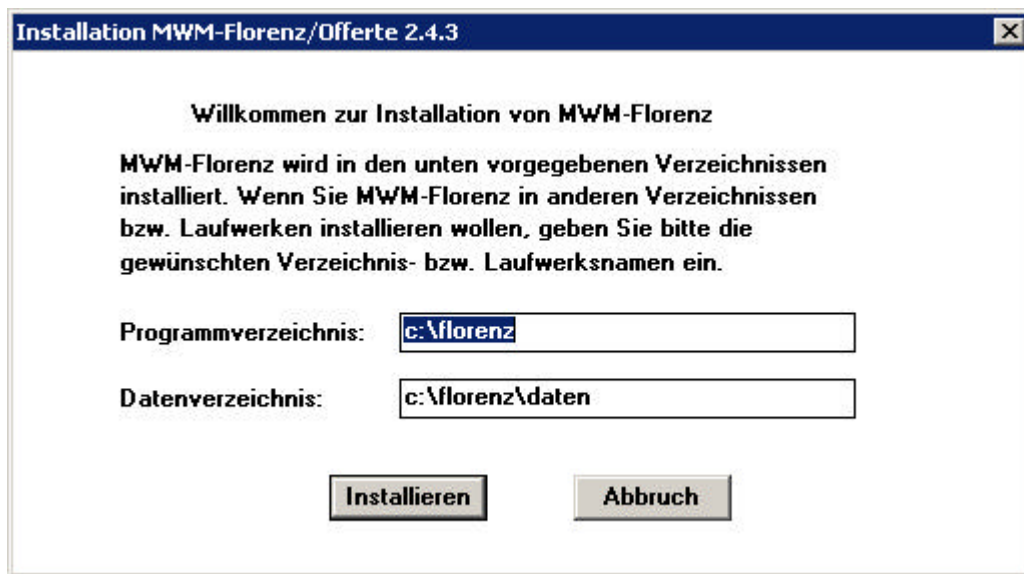 Installation MWM-Florenz/Offerte 2.4.3
Willkommen zur Installation von MWM-Florenz
MWM-Florenz wird in den unten vorgegebenen Verzeichnissen
installiert. Wenn Sie MWM-Florenz in anderen Verzeichnissen
bzw. Laufwerken installieren wollen, geben Sie bitte die
gewünschten Verzeichnis- bzw. Laufwerksnamen ein.
Programmverzeichnis: c:\florenz
Datenverzeichnis: c:\florenz\daten
Installieren Abbruch